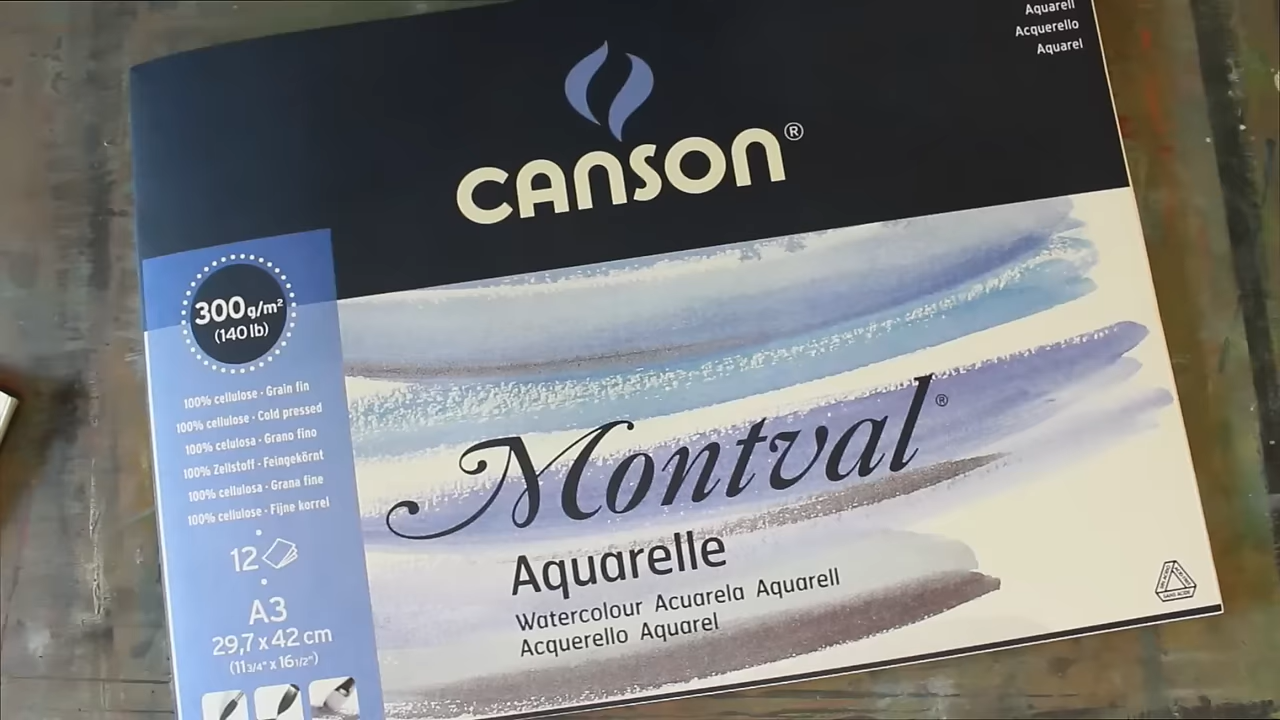 Aquarell
Acquerello
Aquarel
CANSON®
300g/m²
(140 lb)
100% cellulose · Grain fin
100% cellulose · Cold pressed
100% celulosa · Grano fino
100% Zellstoff · Feingekörnt
100% cellulosa · Grana fine
100% cellulose · Fijne korrel
12
A3
29,7 x 42 cm
(11 3/4" x 16 1/2")
Montval®
Aquarelle
Watercolour Acuarela Aquarell
Acquerello Aquarel
SANS ACIDE